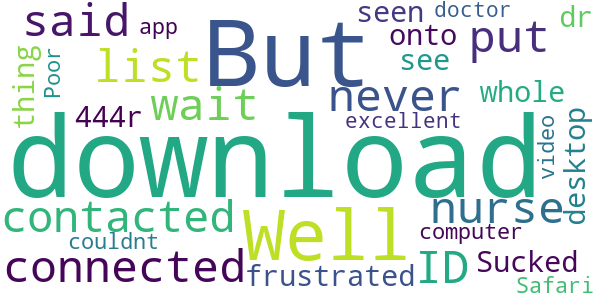 said
app
seen
doctor
dr
But
onto
put
thing
Poor
list
see
444r
wait
never
whole
excellent
download
video
desktop
contacted
Well
nurse
couldnt
computer
connected
frustrated
ID
Sucked
Safari